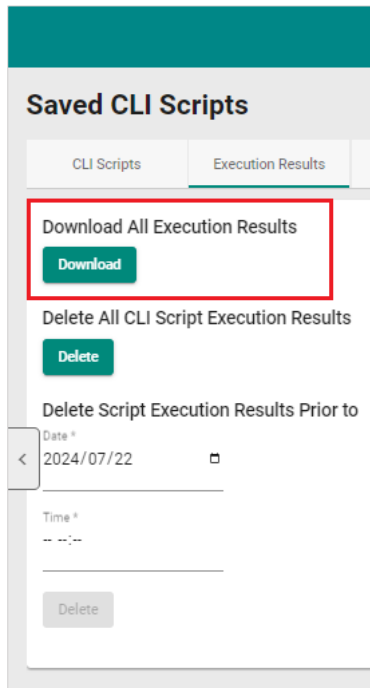 Saved CLI Scripts
CLI Scripts
Execution Results
Download All Execution Results
Download
Delete All CLI Script Execution Results
Delete
Delete Script Execution Results Prior to
Date *
2024/07/22
Time *
-- --:--
Delete